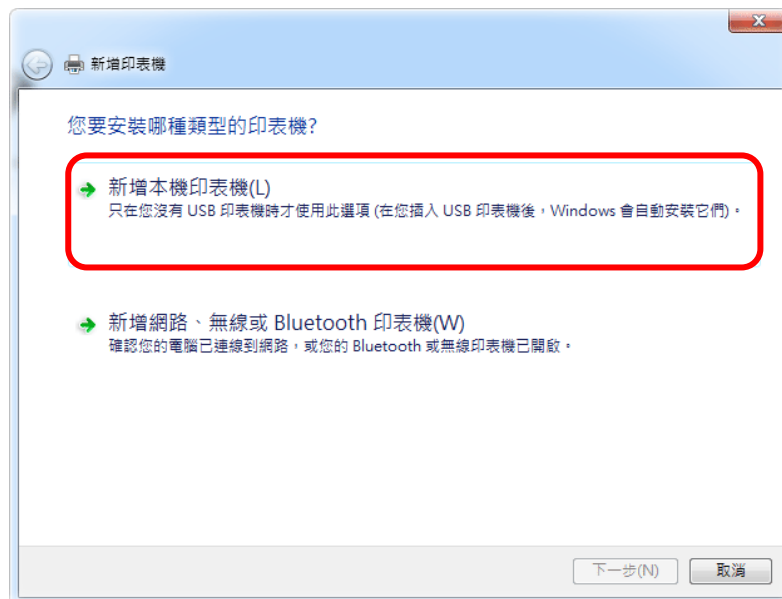 新增印表機
您要安裝哪種類型的印表機?
新增本機印表機(L)
只在您沒有 USB 印表機時才使用此選項 (在您插入 USB 印表機後，Windows 會自動安裝它們)。
新增網路、無線或 Bluetooth 印表機(W)
確認您的電腦已連線到網路，或您的 Bluetooth 或無線印表機已開啟。
下一步(N) 取消